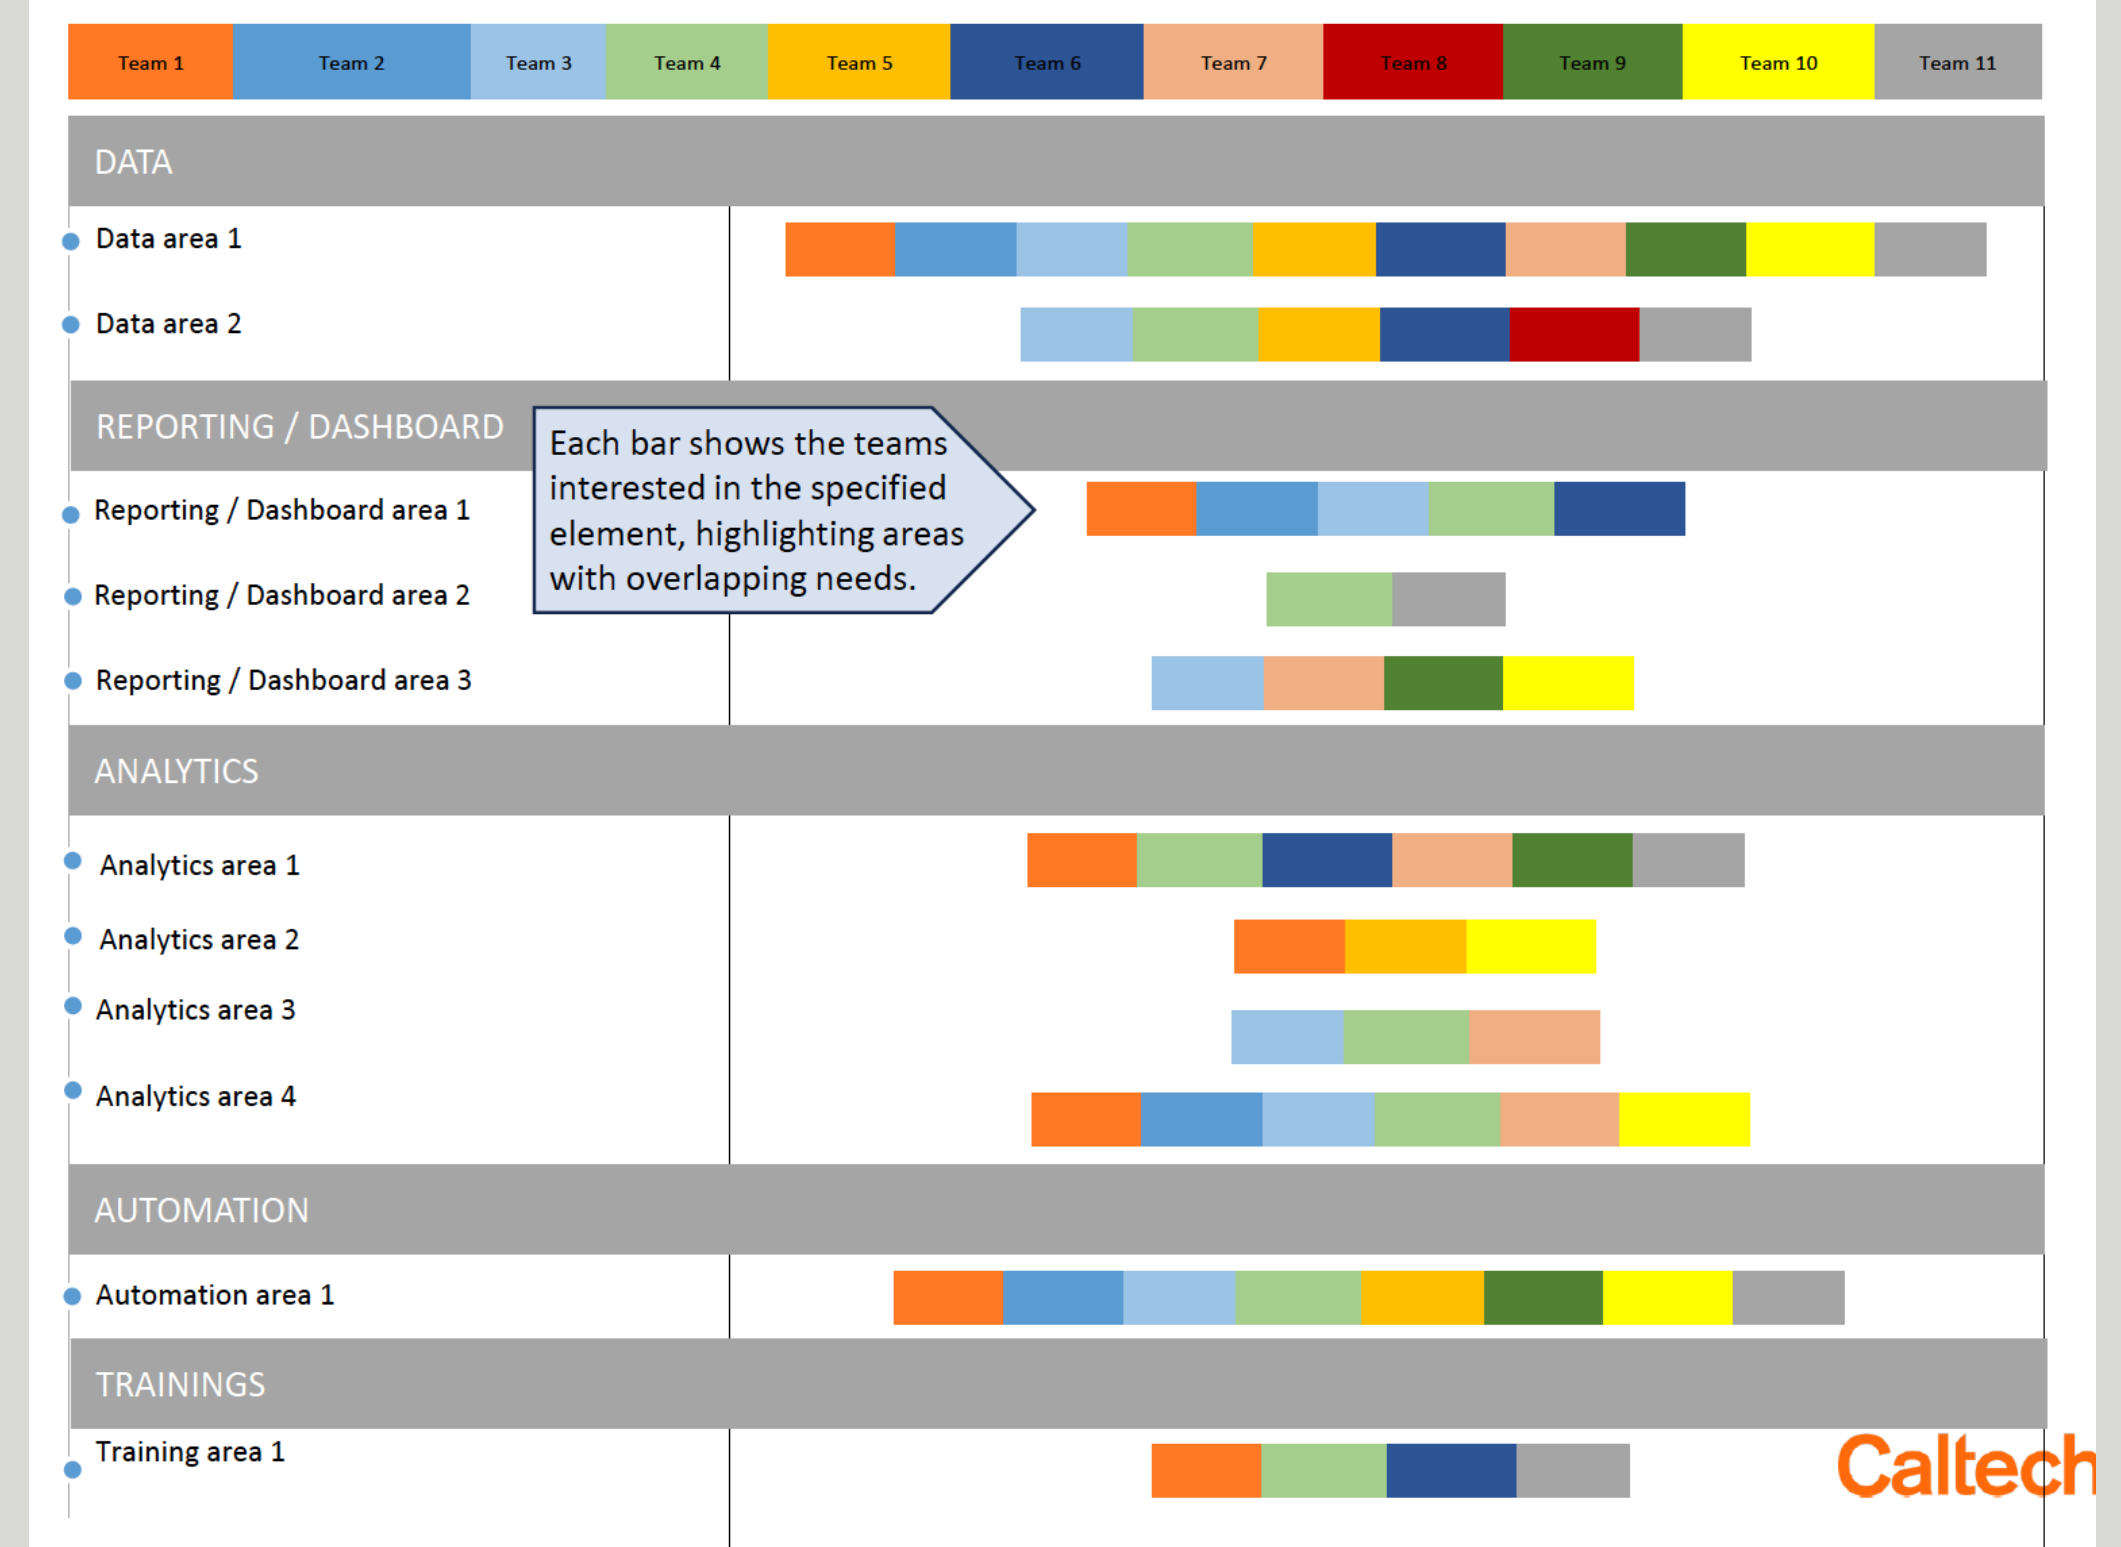 Team 1 Team 2 Team 3 Team 4 Team 5 Team 6 Team 7 Team 8 Team 9 Team 10 Team 11
DATA
Data area 1
Data area 2
REPORTING / DASHBOARD
Each bar shows the teams
interested in the specified
element, highlighting areas
with overlapping needs.
Reporting / Dashboard area 1
Reporting / Dashboard area 2
Reporting / Dashboard area 3
ANALYTICS
Analytics area 1
Analytics area 2
Analytics area 3
Analytics area 4
AUTOMATION
Automation area 1
TRAININGS
Training area 1
Caltech